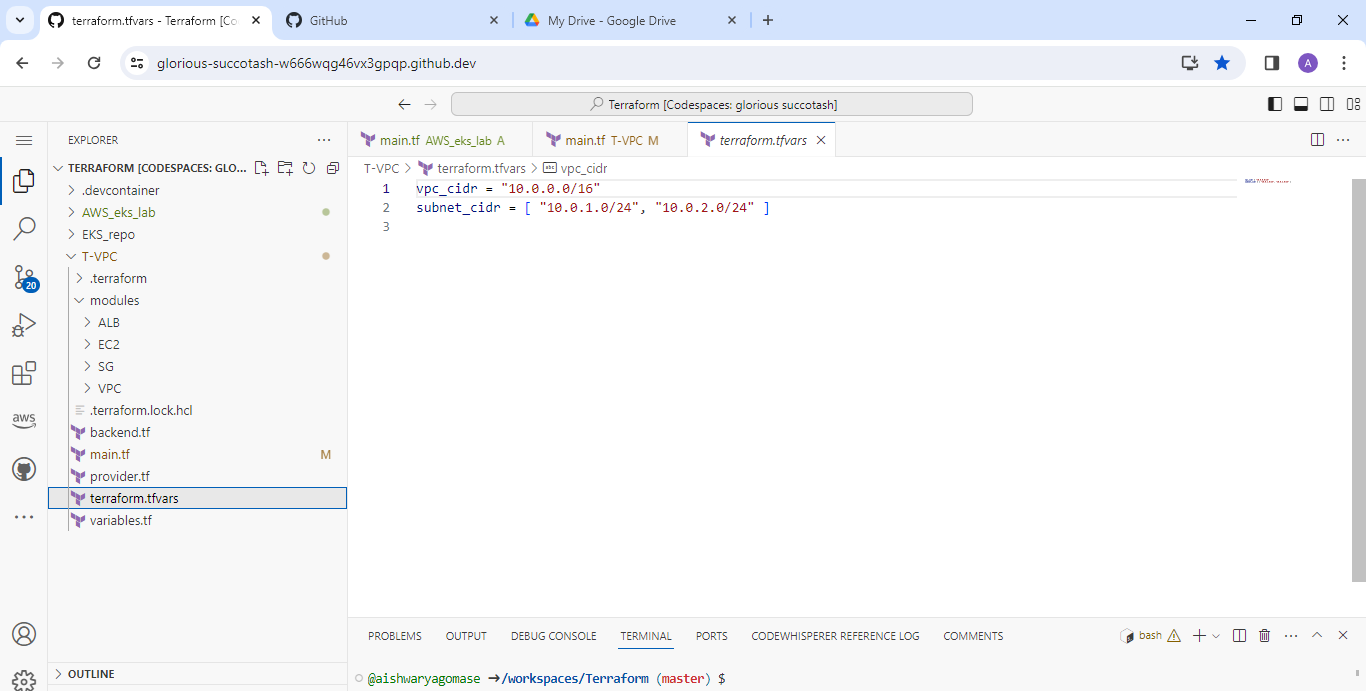 terraform.tfvars - Terraform [Co
GitHub
My Drive - Google Drive
glorious-succotash-w666wqg46vx3gpqp.github.dev
A
Terraform [Codespaces: glorious succotash]
EXPLORER
TERRAFORM [CODESPACES: GLO...
.devcontainer
AWS_eks_lab
EKS_repo
T-VPC
.terraform
modules
ALB
EC2
SG
VPC
.terraform.lock.hcl
backend.tf
main.tf M
provider.tf
terraform.tfvars
variables.tf
OUTLINE
20
aws
main.tf AWS_eks_lab A
main.tf T-VPC M
terraform.tfvars
T-VPC > terraform.tfvars > abc vpc_cidr
1 vpc_cidr = "10.0.0.0/16"
2 subnet_cidr = [ "10.0.1.0/24", "10.0.2.0/24" ]
3
PROBLEMS OUTPUT DEBUG CONSOLE TERMINAL PORTS CODEWHISPERER REFERENCE LOG COMMENTS
bash
@aishwaryagomase ➜/workspaces/Terraform (master) $